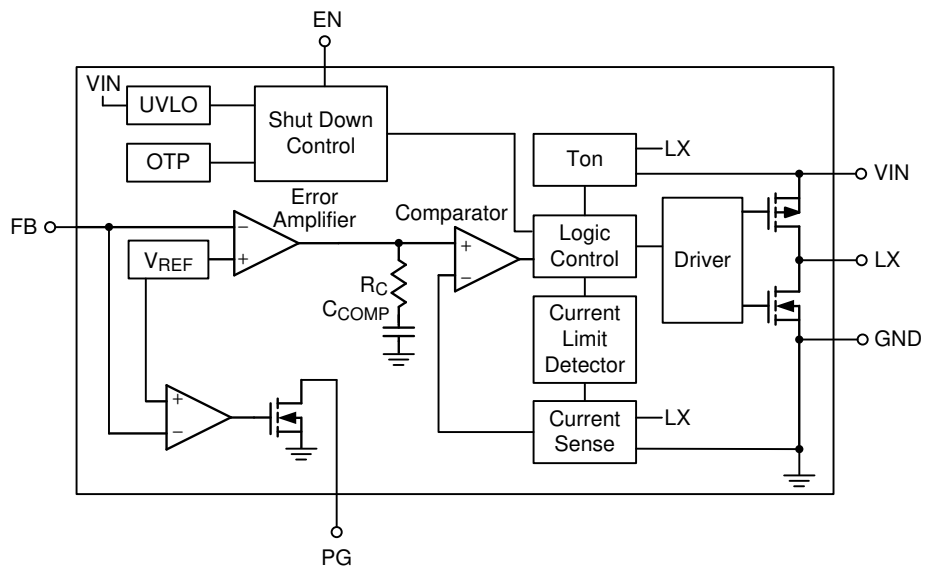 EN
VIN
UVLO
Shut Down
Control
OTP
Ton
LX
VIN
Error
Amplifier
Comparator
FB
−
+
VREF
+
−
Logic
Control
Driver
LX
RC
CCOMP
Current
Limit
Detector
GND
+
−
Current
Sense
LX
PG